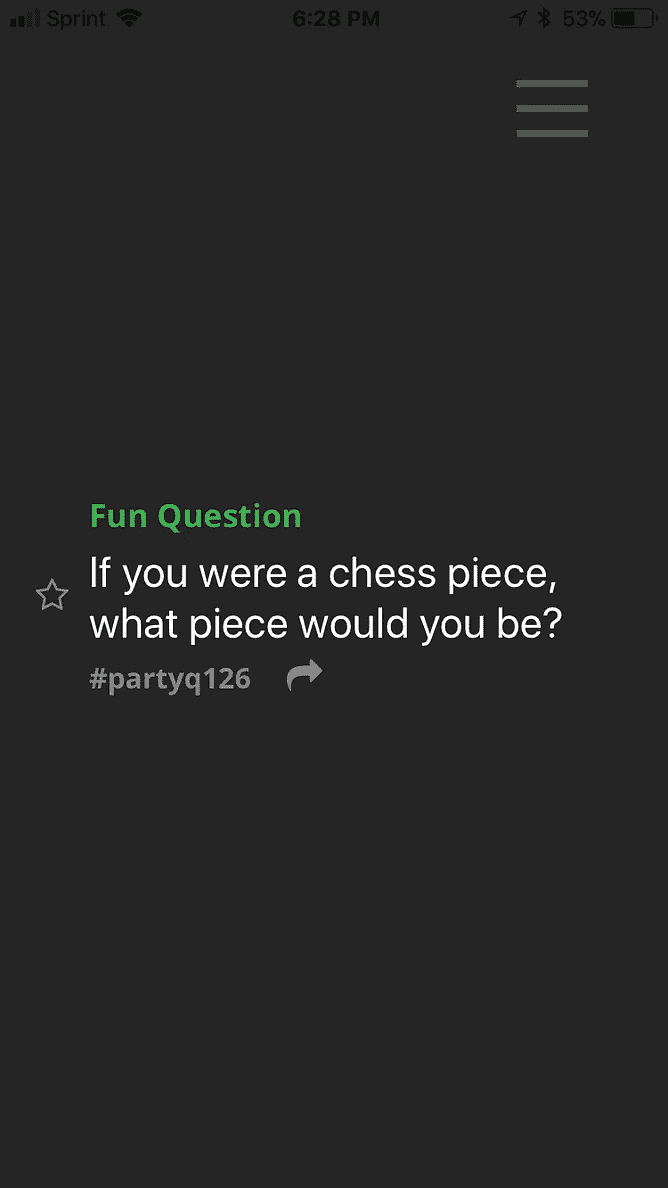 Sprint 6:28 PM 53%
Fun Question
If you were a chess piece,
what piece would you be?
#partyq126